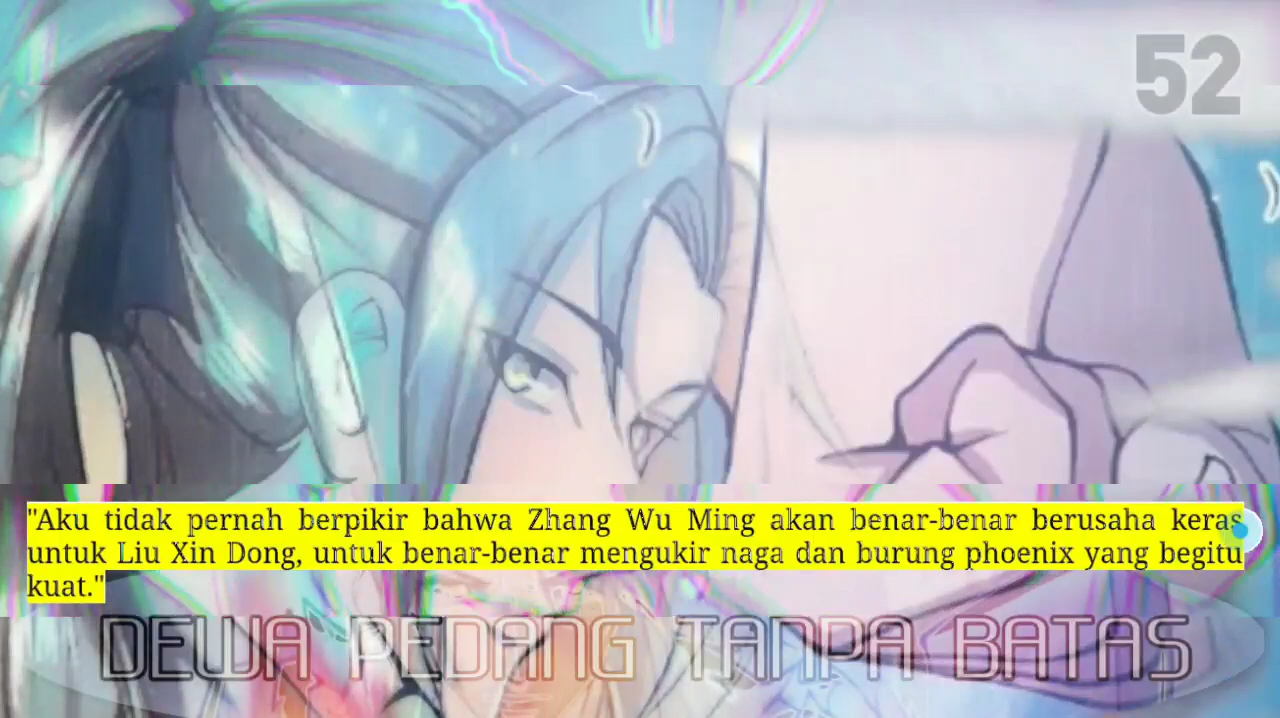 52
"Aku tidak pernah berpikir bahwa Zhang Wu Ming akan benar-benar berusaha keras
untuk Liu Xin Dong, untuk benar-benar mengukir naga dan burung phoenix yang begitu
kuat."
DEWA PEDANG TANPA BATAS